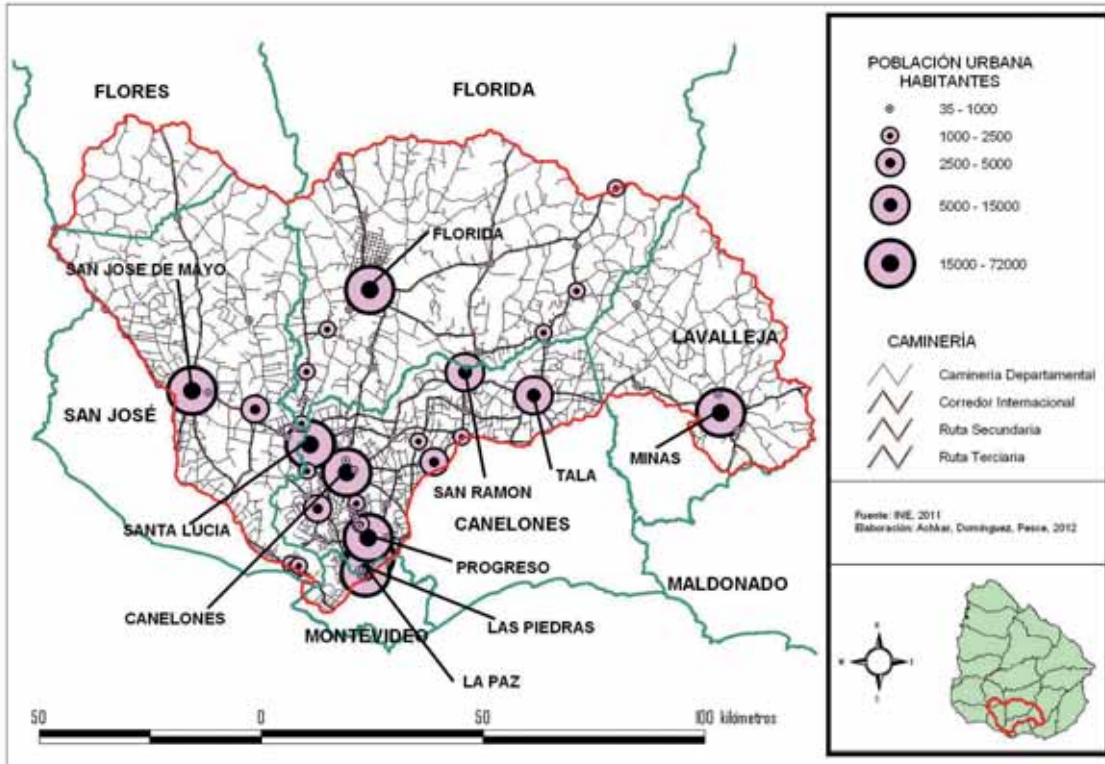 FLORES
FLORIDA
FLORIDA
SAN JOSE DE MAYO
LAVALLEJA
SAN JOSÉ
MINAS
TALA
SAN RAMON
SANTA LUCIA
CANELONES
PROGRESO
MALDONADO
CANELONES
LAS PIEDRAS
MONTEVIDEO
LA PAZ
50 0 50 100 kilómetros
POBLACIÓN URBANA
HABITANTES
35 - 1000
1000 - 2500
2500 - 5000
5000 - 15000
15000 - 72000
CAMINERÍA
Caminería Departamental
Corredor Internacional
Ruta Secundaria
Ruta Terciaria
Fuente: INE, 2011
Elaboración: Achkar, Domínguez, Pesce, 2012